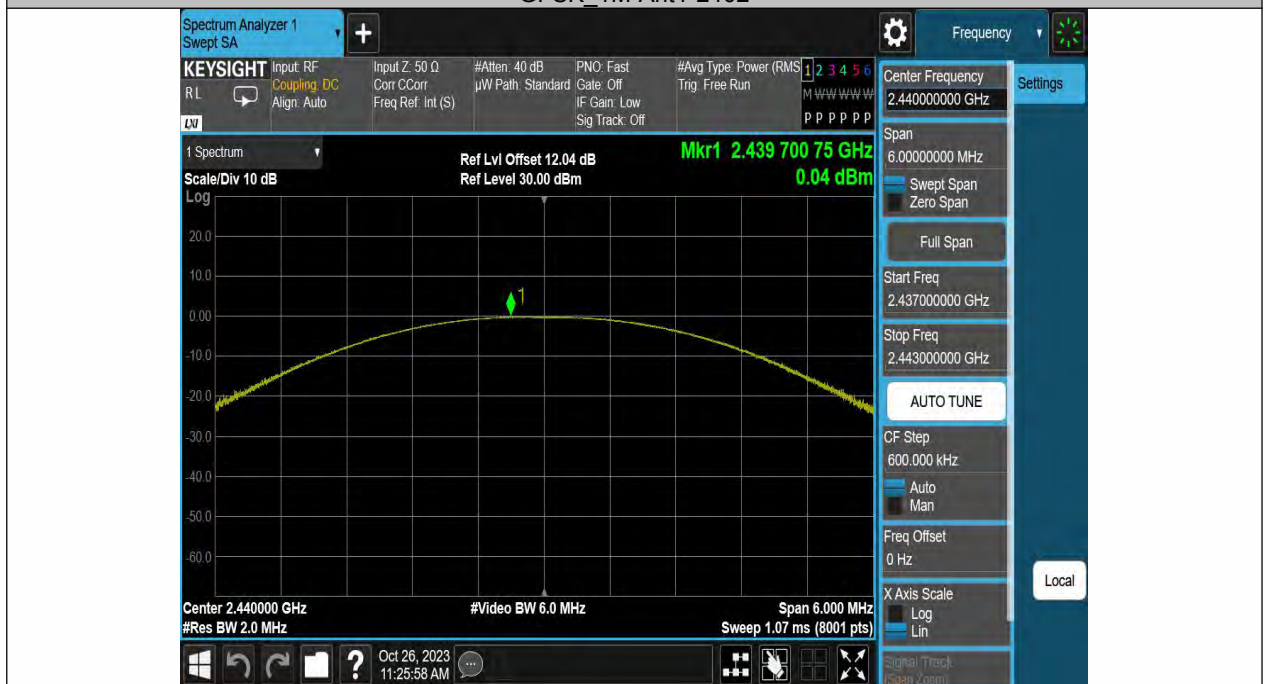 Spectrum Analyzer 1
Swept SA
Frequency
KEYSIGHT
R L
LXI
Input: RF
Coupling: DC
Align: Auto
Input Z: 50 Ω
Corr CCorr
Freq Ref: Int (S)
#Atten: 40 dB
µW Path: Standard
PNO: Fast
Gate: Off
IF Gain: Low
Sig Track: Off
#Avg Type: Power (RMS
Trig: Free Run
1 2 3 4 5 6
M W W W W W
P P P P P P
1 Spectrum
Scale/Div 10 dB
Log
Ref Lvl Offset 12.04 dB
Ref Level 30.00 dBm
Mkr1 2.439 700 75 GHz
0.04 dBm
20.0
10.0
1
0.00
-10.0
-20.0
-30.0
-40.0
-50.0
-60.0
Center 2.440000 GHz
#Res BW 2.0 MHz
#Video BW 6.0 MHz
Span 6.000 MHz
Sweep 1.07 ms (8001 pts)
?
Oct 26, 2023
11:25:58 AM
Center Frequency
2.440000000 GHz
Settings
Span
6.00000000 MHz
Swept Span
Zero Span
Full Span
Start Freq
2.437000000 GHz
Stop Freq
2.443000000 GHz
AUTO TUNE
CF Step
600.000 kHz
Auto
Man
Freq Offset
0 Hz
X Axis Scale
Log
Lin
Signal Track
(Span Zoom)
Local